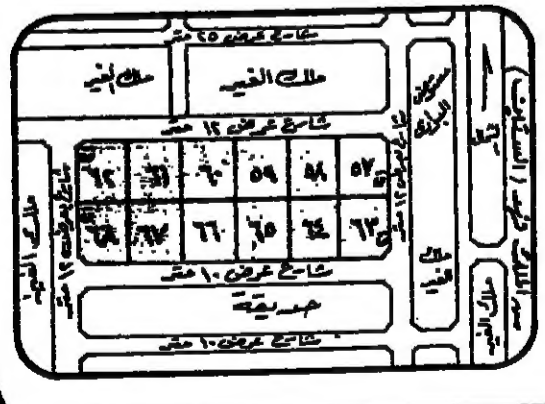 شارع عرض ٢٥ متر
ملك الغير
ملك الغير
شارع عرض ١٢ متر
٥٧ ٥٨ ٥٩ ٦٠ ٦١ ٦٢
٦٣ ٦٤ ٦٥ ٦٦ ٦٧ ٦٨
شارع عرض ١٠ متر
حديقة
شارع عرض ١٠ متر
شارع عرض ١٢ متر
ملك الغير
شارع عرض ١٢ متر
ملك الغير
ملك الغير